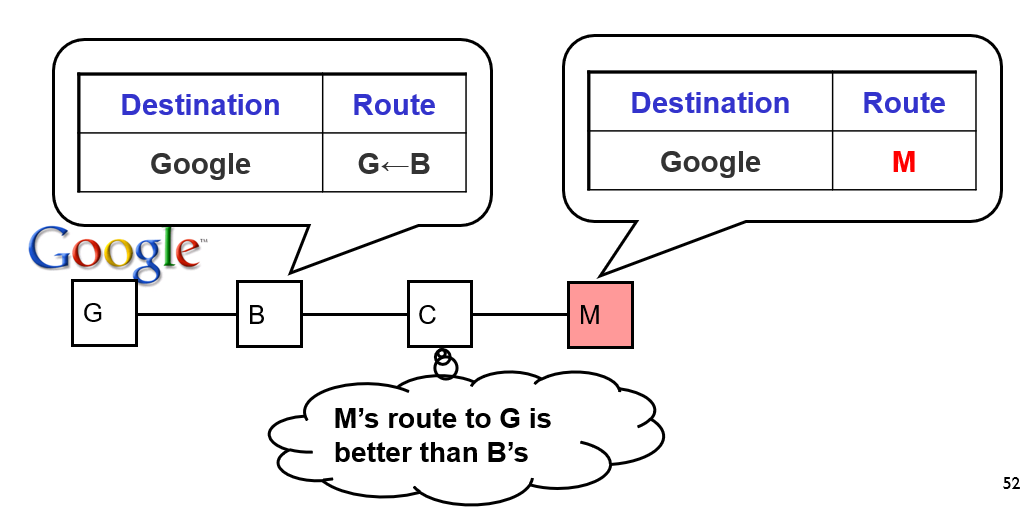 Destination Route
Google G←B
Destination Route
Google M
Google™
G
B
C
M
M’s route to G is
better than B’s
52